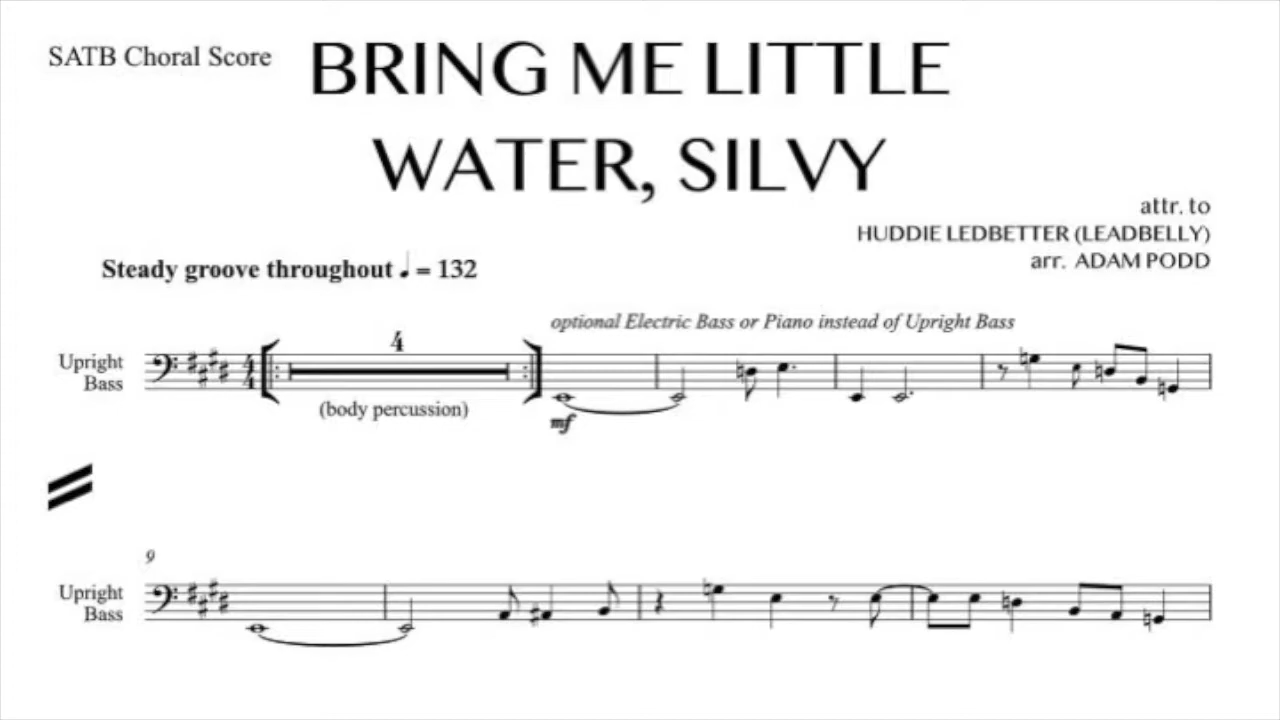 SATB Choral Score
BRING ME LITTLE
WATER, SILVY
attr. to
HUDDIE LEDBETTER (LEADBELLY)
arr. ADAM PODD
Steady groove throughout ♩ = 132
optional Electric Bass or Piano instead of Upright Bass
4
Upright
Bass
4
4
(body percussion)
mf
9
Upright
Bass